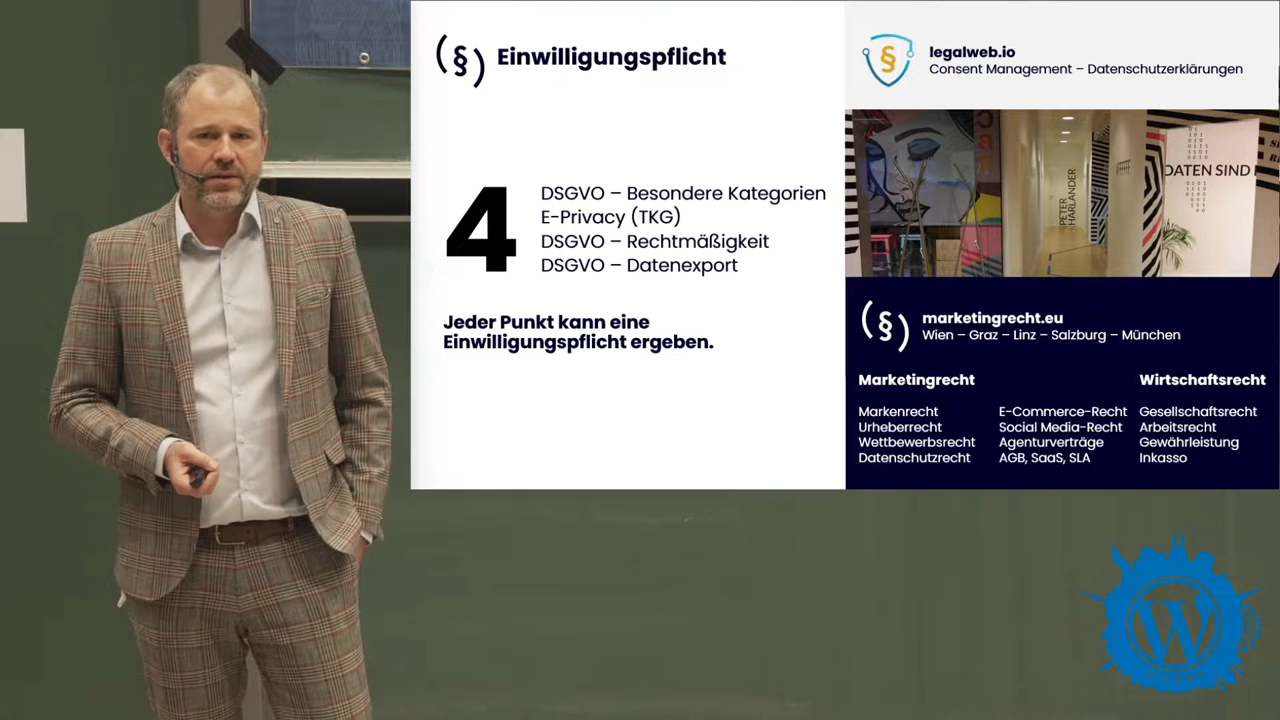 (§) Einwilligungspflicht
4
DSGVO – Besondere Kategorien
E-Privacy (TKG)
DSGVO – Rechtmäßigkeit
DSGVO – Datenexport
Jeder Punkt kann eine
Einwilligungspflicht ergeben.
§
legalweb.io
Consent Management – Datenschutzerklärungen
PETER
HARLANDER
DATEN SIND
(§)
marketingrecht.eu
Wien – Graz – Linz – Salzburg – München
Marketingrecht
Markenrecht
Urheberrecht
Wettbewerbsrecht
Datenschutzrecht
E-Commerce-Recht
Social Media-Recht
Agenturverträge
AGB, SaaS, SLA
Wirtschaftsrecht
Gesellschaftsrecht
Arbeitsrecht
Gewährleistung
Inkasso
W